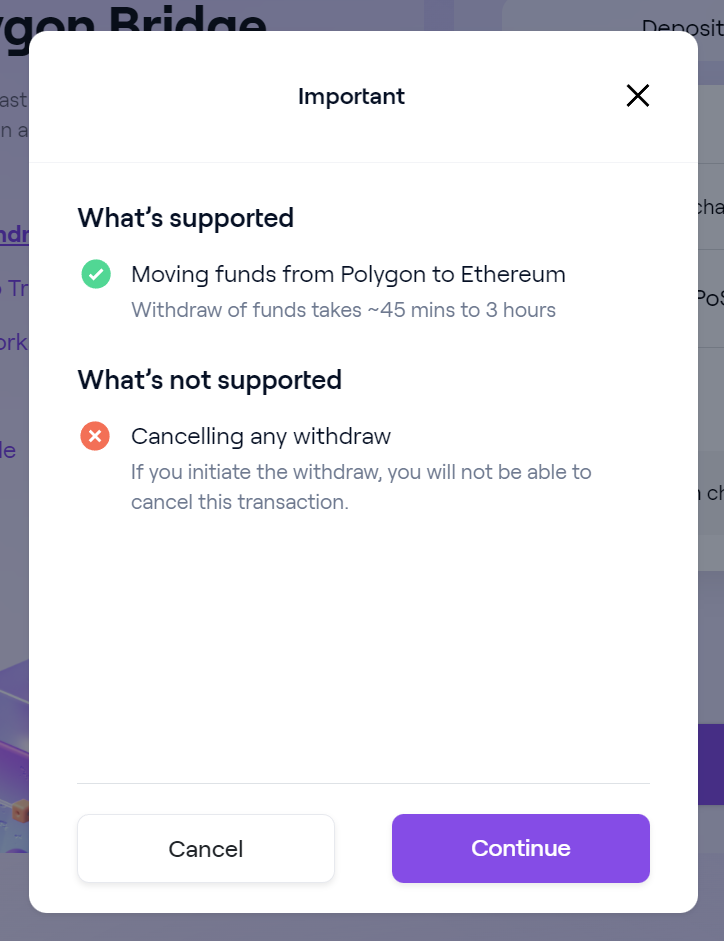 Bridge
Deposit
Important
What's supported
Moving funds from Polygon to Ethereum
Withdraw of funds takes ~45 mins to 3 hours
What's not supported
Cancelling any withdraw
If you initiate the withdraw, you will not be able to
cancel this transaction.
Cancel
Continue